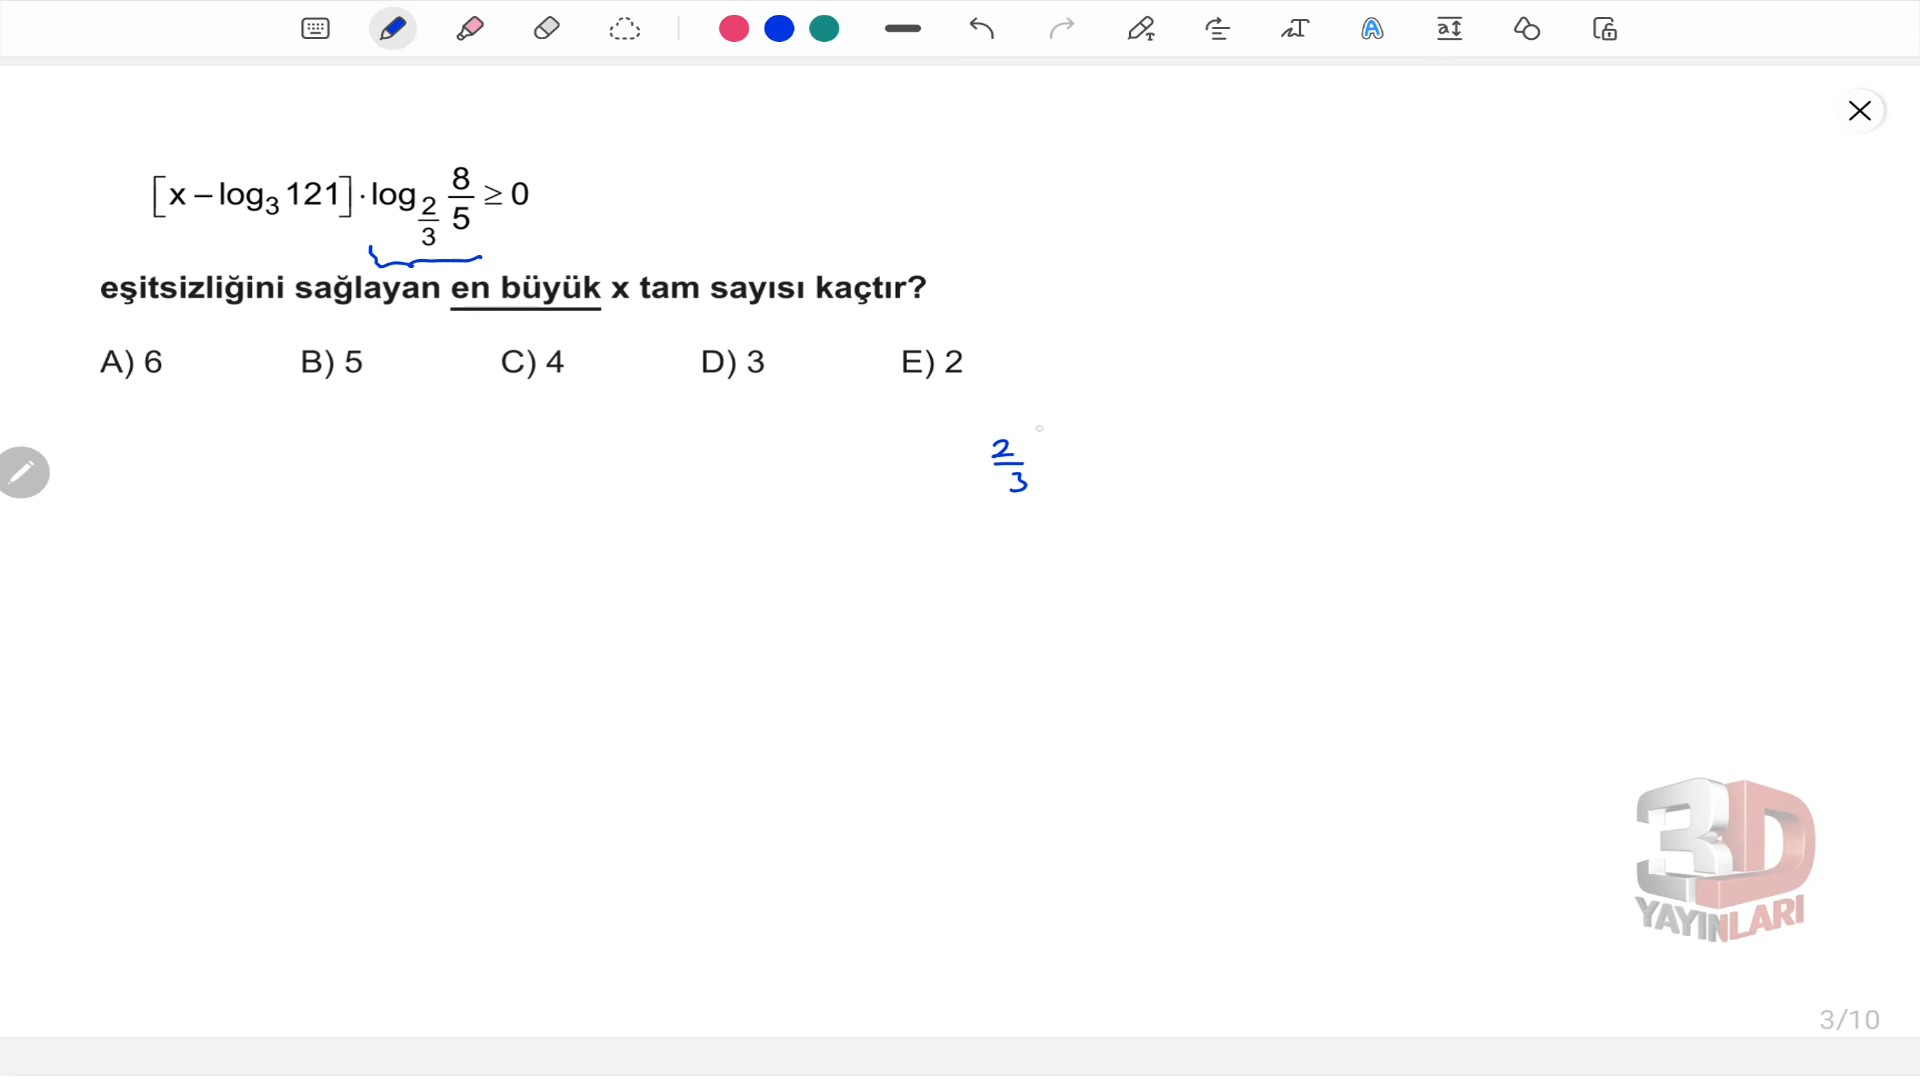 [x – log₃ 121] · log_{2/3} 8/5 ≥ 0
eşitsizliğini sağlayan en büyük x tam sayısı kaçtır?
A) 6 B) 5 C) 4 D) 3 E) 2
2/3
3D
YAYINLARI
3/10